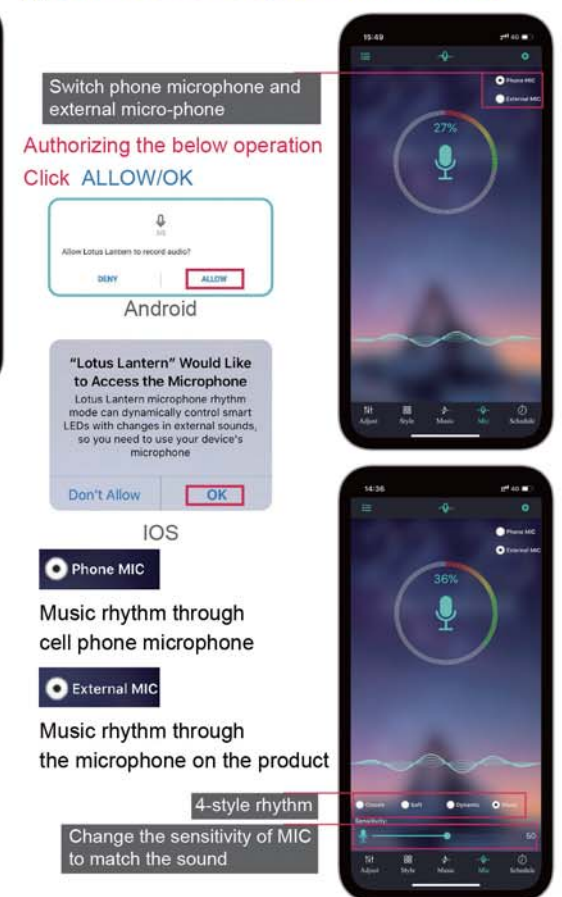 Switch phone microphone and
external micro-phone
Authorizing the below operation
Click ALLOW/OK
Allow Lotus Lantern to record audio?
DENY
ALLOW
Android
"Lotus Lantern" Would Like
to Access the Microphone
Lotus Lantern microphone rhythm
mode can dynamically control smart
LEDs with changes in external sounds,
so you need to use your device's
microphone
Don't Allow
OK
IOS
Phone MIC
Music rhythm through
cell phone microphone
External MIC
Music rhythm through
the microphone on the product
4-style rhythm
Change the sensitivity of MIC
to match the sound
15:49
4G
Phone MIC
External MIC
27%
Adjust
Style
Music
Mic
Schedule
14:36
4G
Phone MIC
External MIC
36%
Soft
Dynamic
Sensitivity:
50
Adjust
Style
Music
Mic
Schedule